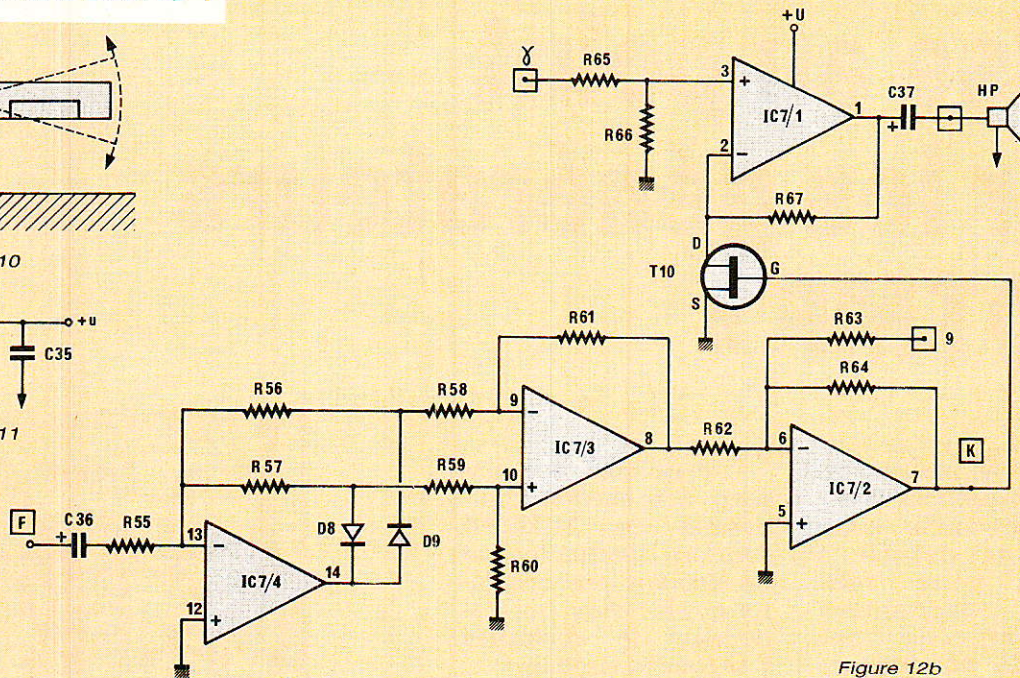 +U
ɣ
R65
3
+
IC7/1
1
C37
+
HP
R66
2
−
R67
D
T10
G
S
10
+u
C35
11
R61
R63
9
R64
R56
R58
9
−
IC7/3
8
R62
6
−
R57
R59
10
+
K
7
IC7/2
5
+
F
C36
+
R55
13
−
D8
D9
IC7/4
14
R60
12
+
Figure 12b